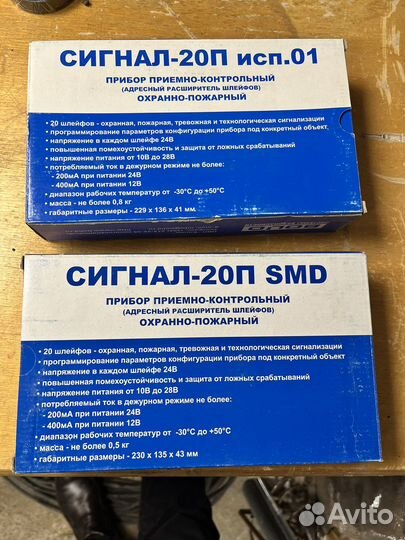 СИГНАЛ-20П исп.01
ПРИБОР ПРИЕМНО-КОНТРОЛЬНЫЙ
(АДРЕСНЫЙ РАСШИРИТЕЛЬ ШЛЕЙФОВ)
ОХРАННО-ПОЖАРНЫЙ
• 20 шлейфов - охранная, пожарная, тревожная и технологическая сигнализации
• программирование параметров конфигурации прибора под конкретный объект
• напряжение в каждом шлейфе 24В
• повышенная помехоустойчивость и защита от ложных срабатываний
• напряжение питания от 10В до 28В
• потребляемый ток в дежурном режиме не более:
- 200мА при питании 24В
- 400мА при питании 12В
• диапазон рабочих температур от -30°С до +50°С
• масса - не более 0,8 кг
• габаритные размеры - 229 х 136 х 41 мм.
СИГНАЛ-20П SMD
ПРИБОР ПРИЕМНО-КОНТРОЛЬНЫЙ
(АДРЕСНЫЙ РАСШИРИТЕЛЬ ШЛЕЙФОВ)
ОХРАННО-ПОЖАРНЫЙ
• 20 шлейфов - охранная, пожарная, тревожная и технологическая сигнализации
• программирование параметров конфигурации прибора под конкретный объект
• напряжение в каждом шлейфе 24В
• повышенная помехоустойчивость и защита от ложных срабатываний
• напряжение питания от 10В до 28В
• потребляемый ток в дежурном режиме не более:
- 200мА при питании 24В
- 400мА при питании 12В
• диапазон рабочих температур от -30°С до +50°С
• масса - не более 0,5 кг
• габаритные размеры - 230 х 135 х 43 мм
Avito